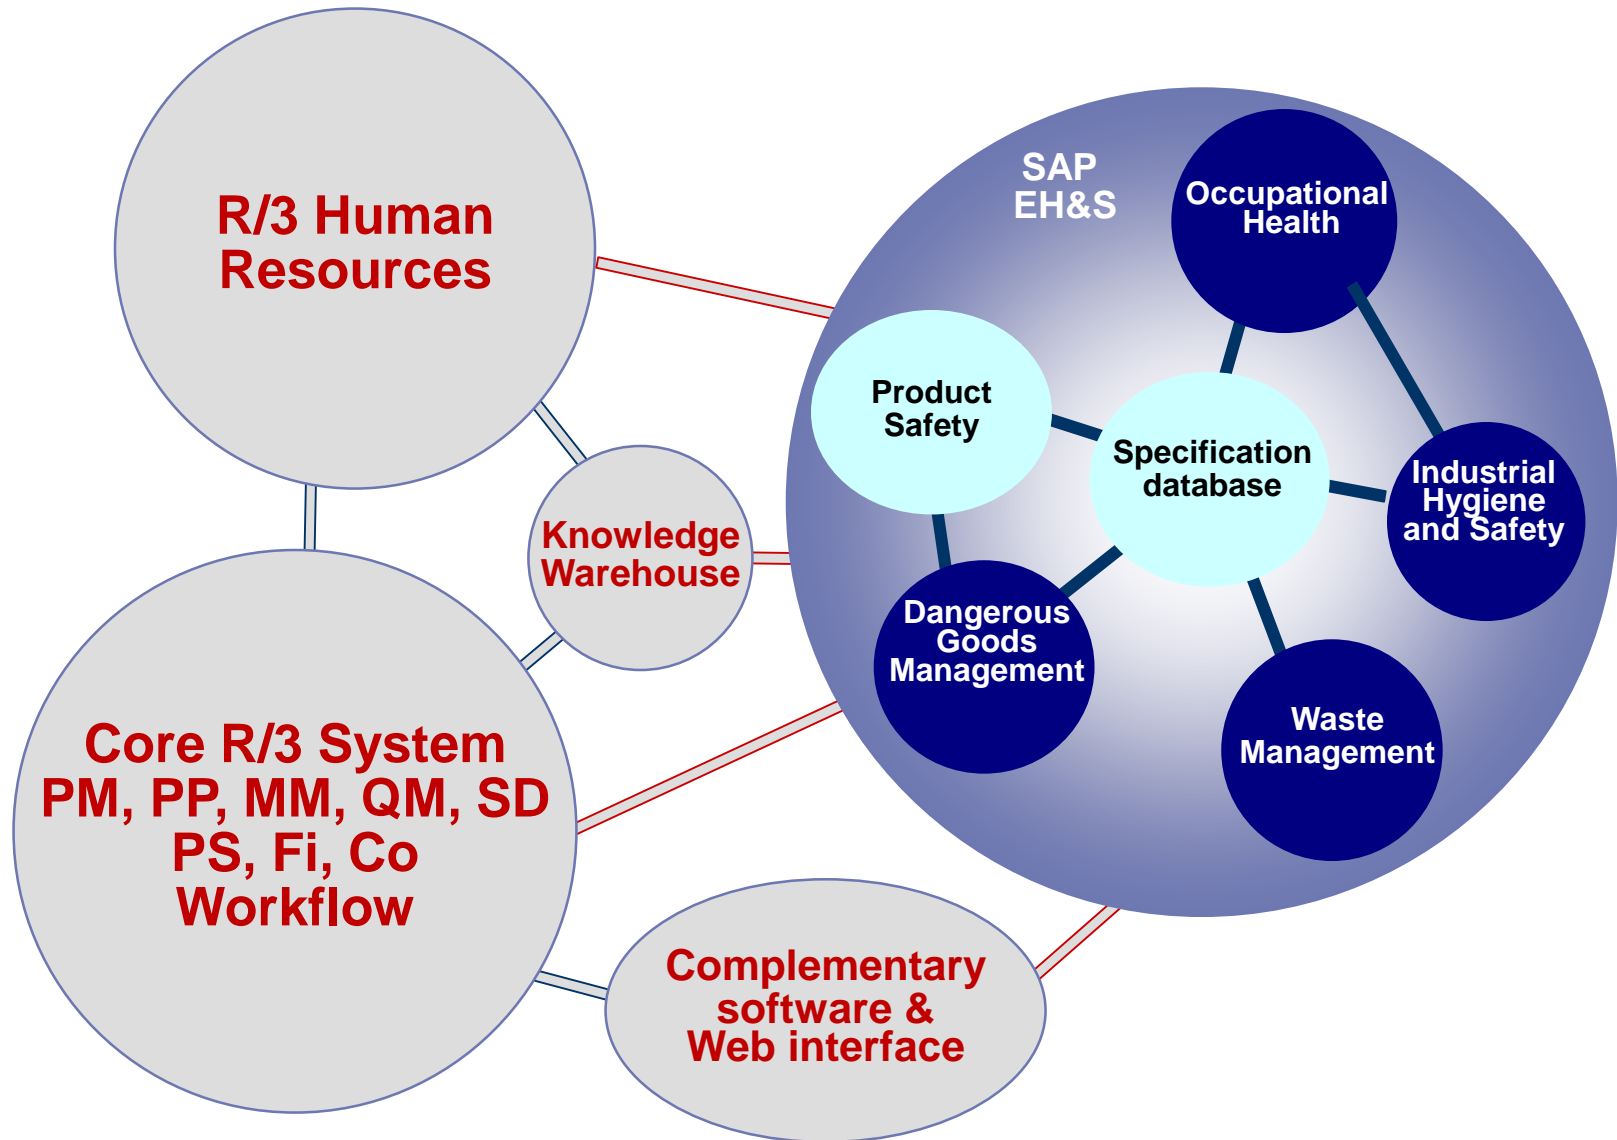 R/3 Human
Resources
SAP
EH&S
Occupational
Health
Product
Safety
Specification
database
Industrial
Hygiene
and Safety
Knowledge
Warehouse
Dangerous
Goods
Management
Waste
Management
Core R/3 System
PM, PP, MM, QM, SD
PS, Fi, Co
Workflow
Complementary
software &
Web interface